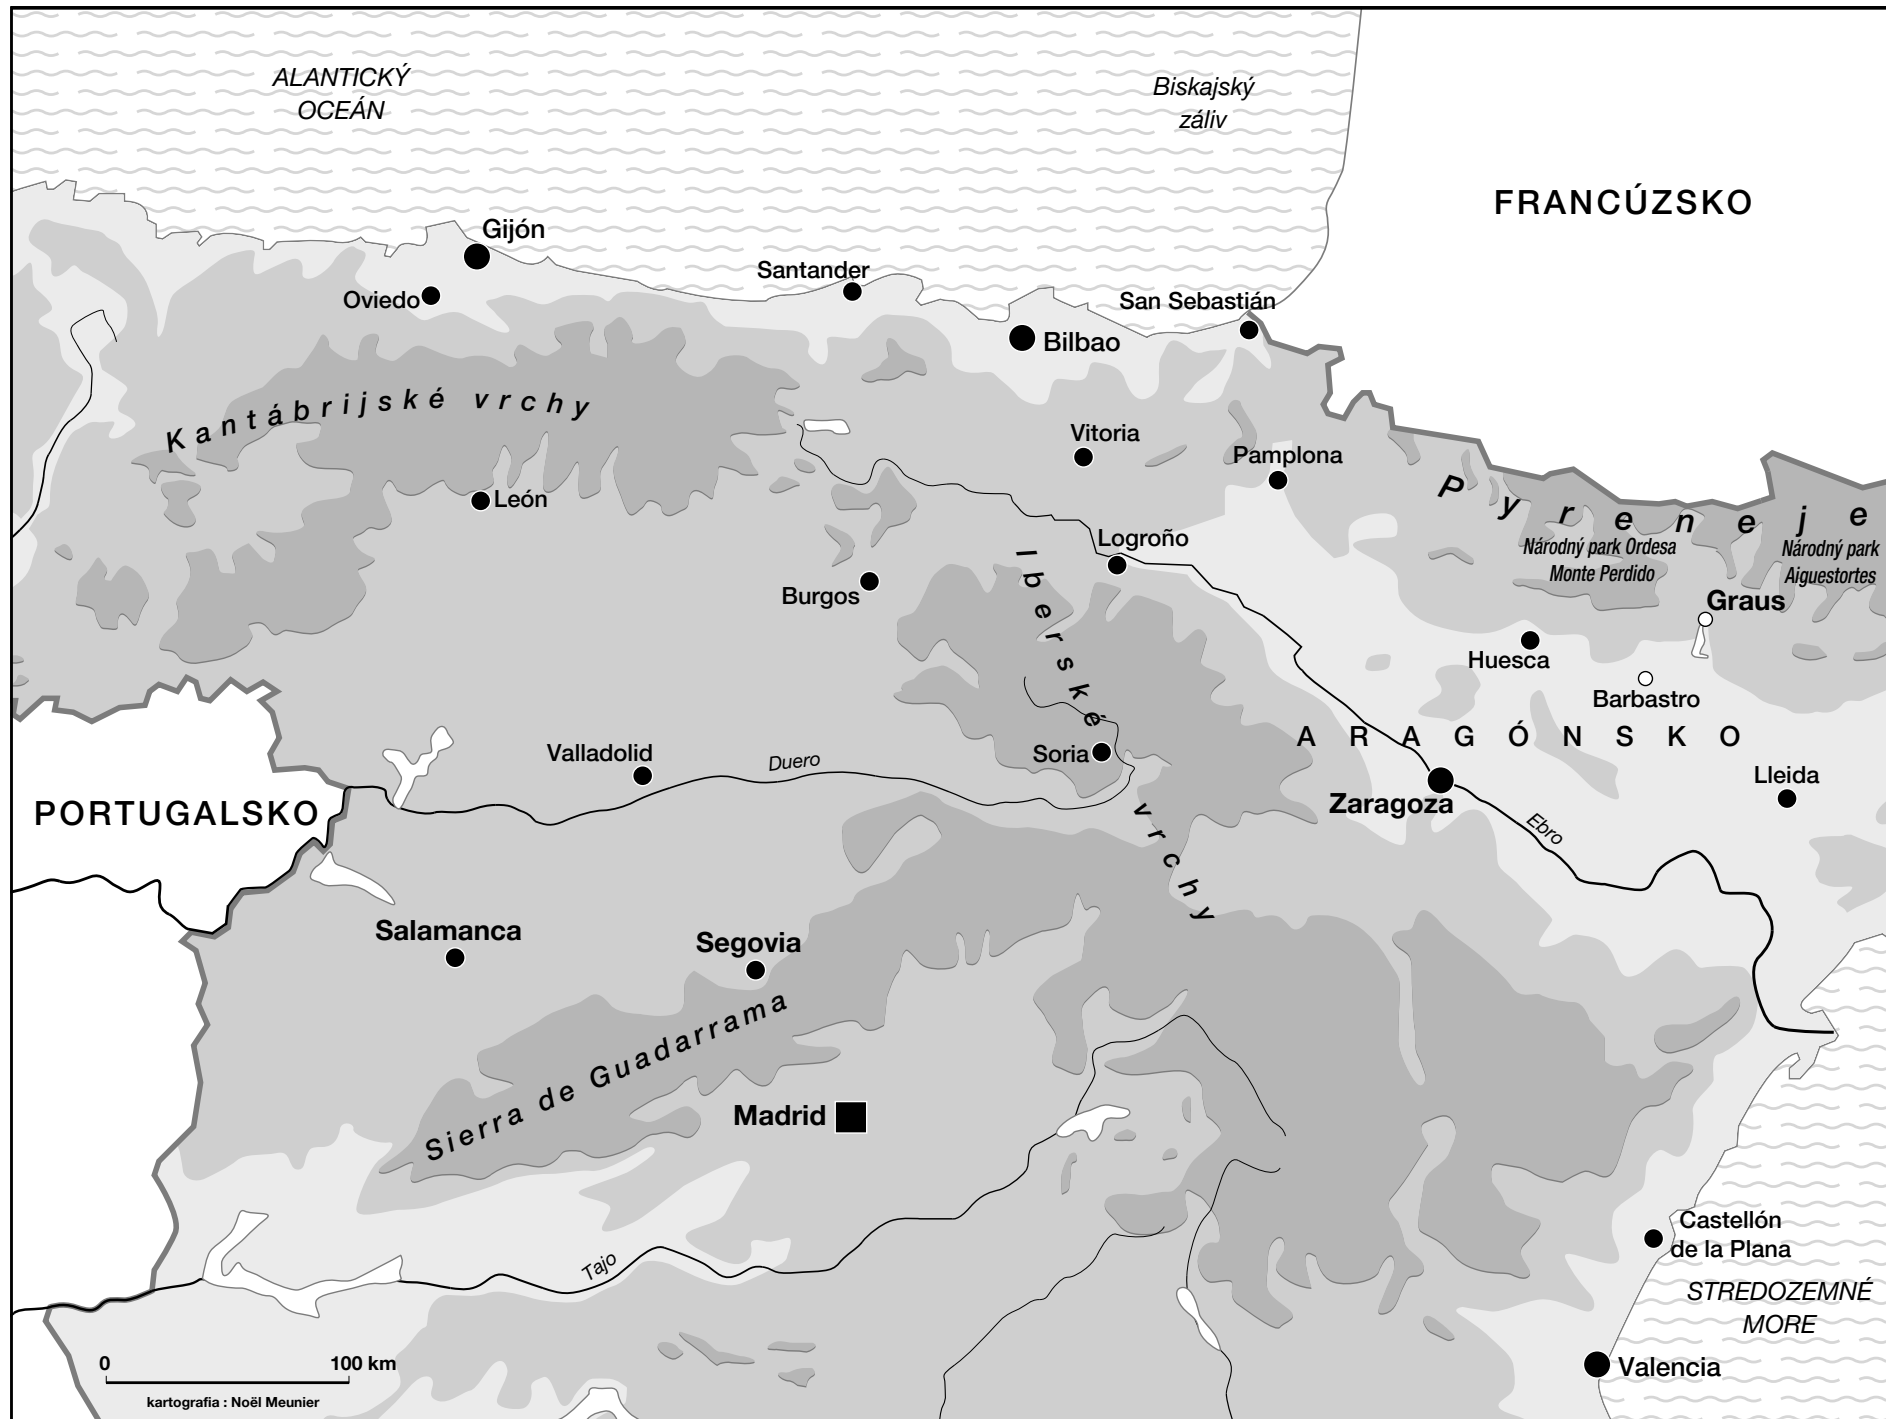 ALANTICKÝ
OCEÁN
Biskajský
záliv
FRANCÚZSKO
Gijón
Oviedo
Santander
San Sebastián
Bilbao
Kantábrijské vrchy
Vitoria
Pamplona
León
Pyreneje
Logroño
Národný park Ordesa
Monte Perdido
Národný park
Aiguestortes
Burgos
Iberské vrchy
Graus
Huesca
Barbastro
ARAGÓNSKO
Valladolid
Duero
Soria
Lleida
PORTUGALSKO
Zaragoza
Ebro
Salamanca
Segovia
Sierra de Guadarrama
Madrid
Castellón
de la Plana
Tajo
STREDOZEMNÉ
MORE
Valencia
0 100 km
kartografia : Noël Meunier